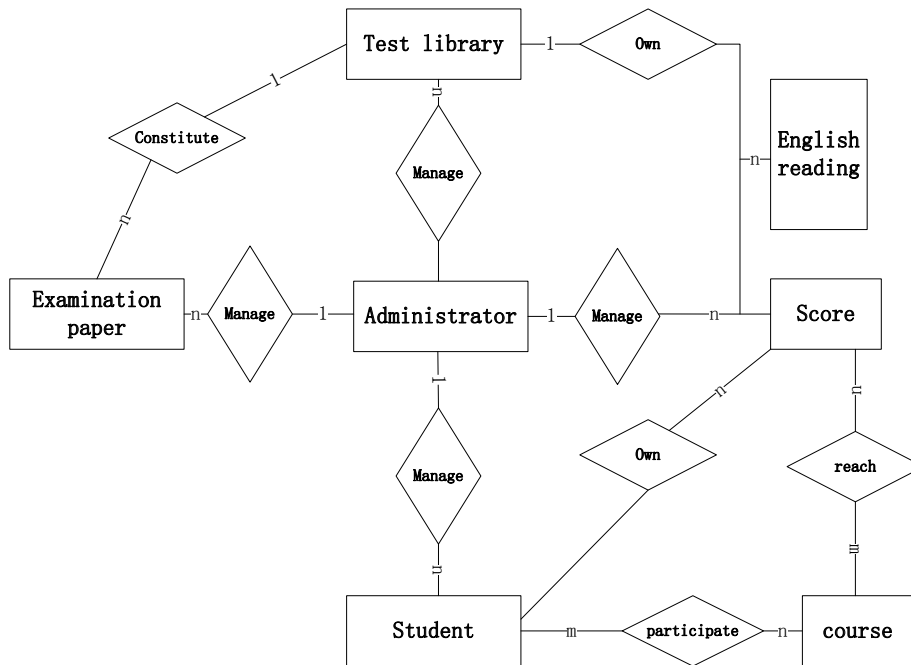 Test library
1
Own
1
n
Constitute
English
reading
n
Manage
n
Examination
paper
n
Manage
1
Administrator
1
Manage
n
Score
1
n
n
Own
reach
Manage
m
n
Student
m
participate
n
course